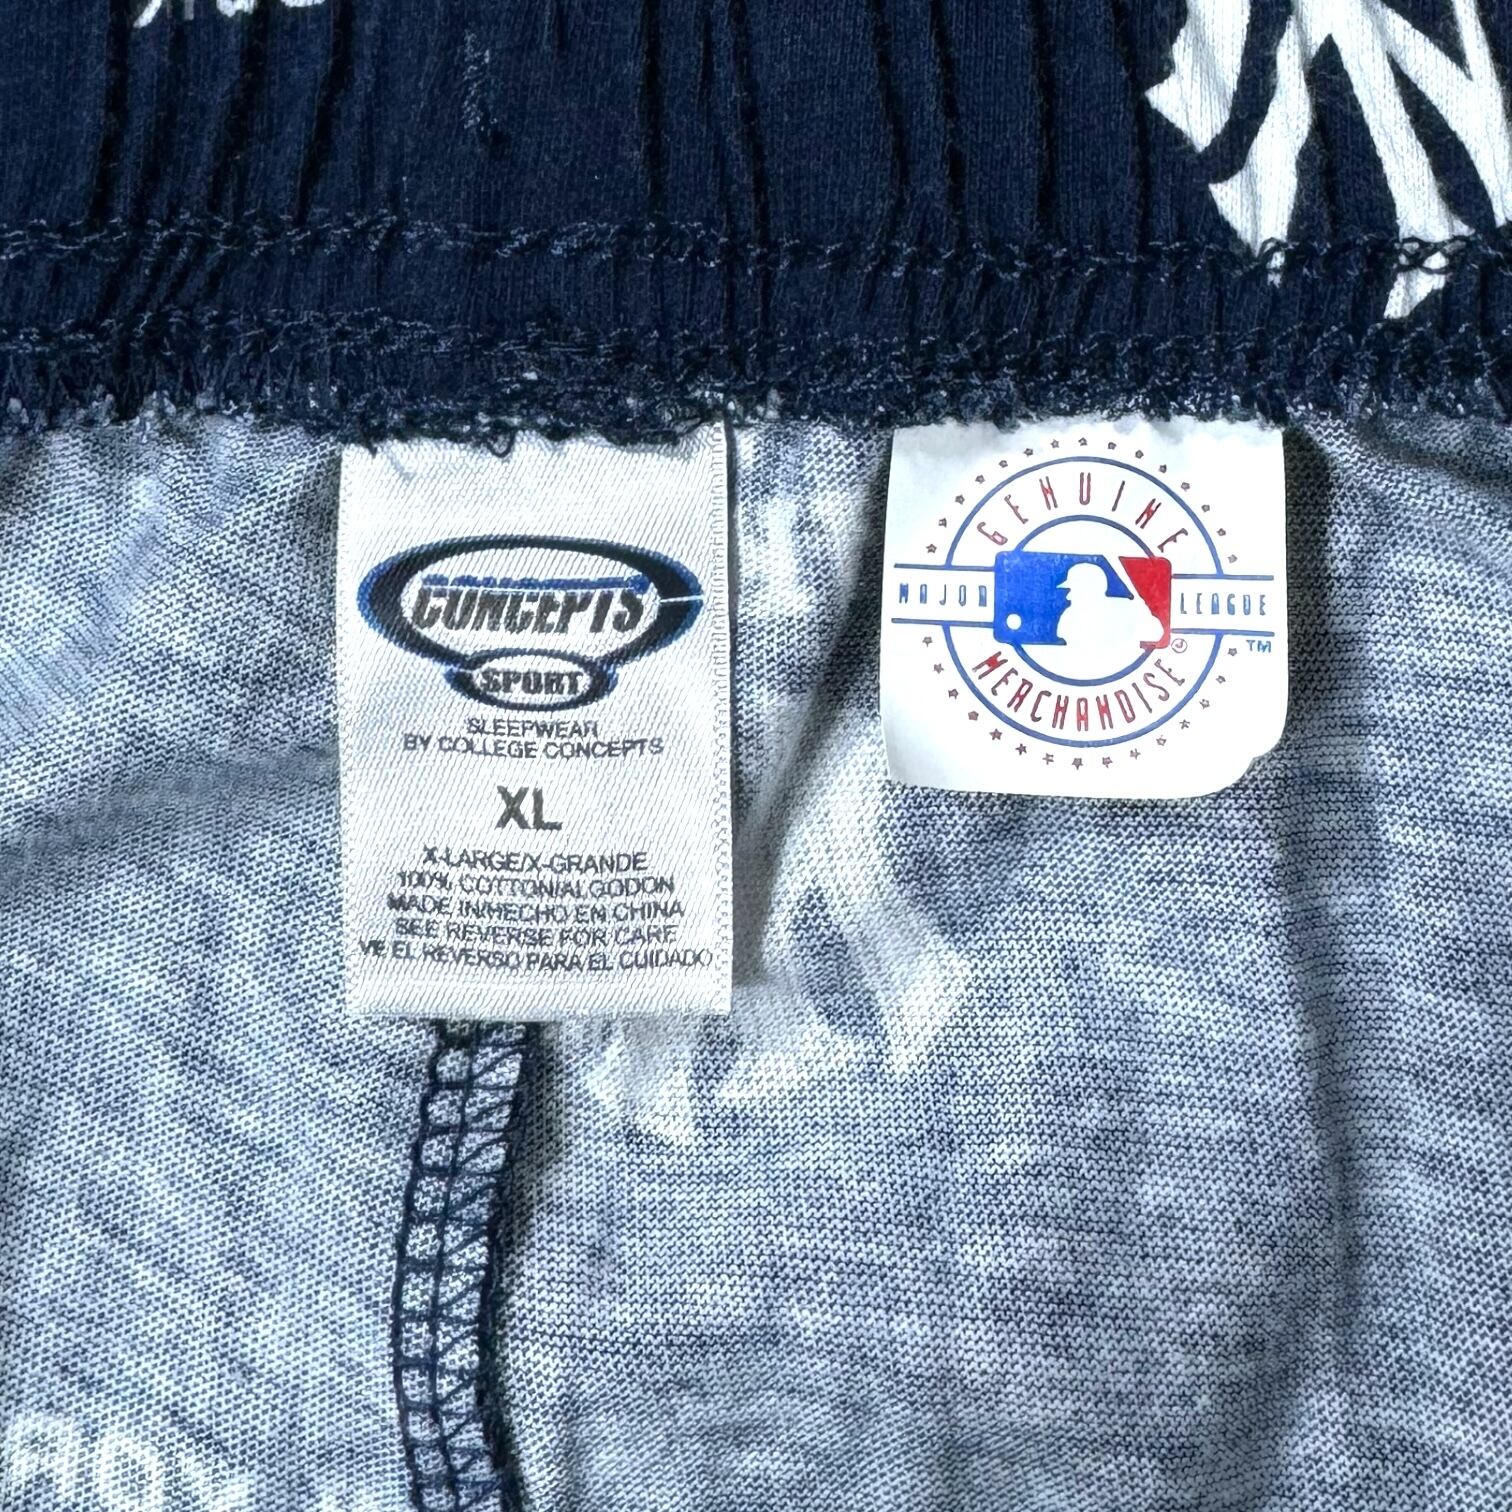 CONCEPTS
SPORT
SLEEPWEAR
BY COLLEGE CONCEPTS
XL
X-LARGE/X-GRANDE
100% COTTON/ALGODON
MADE IN/HECHO EN CHINA
SEE REVERSE FOR CARE
VE EL REVERSO PARA EL CUIDADO
GENUINE
MAJOR LEAGUE
MERCHANDISE®
TM
NY